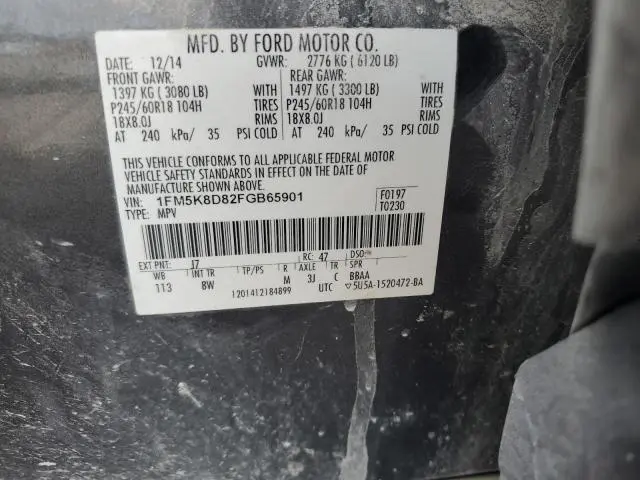 MFD. BY FORD MOTOR CO.
DATE: 12/14 GVWR: 2776 KG ( 6120 LB)
FRONT GAWR: REAR GAWR:
1397 KG ( 3080 LB) WITH 1497 KG ( 3300 LB) WITH
P245/60R18 104H TIRES P245/60R18 104H TIRES
18X8.0J RIMS 18X8.0J RIMS
AT 240 kPa/ 35 PSI COLD AT 240 kPa/ 35 PSI COLD
THIS VEHICLE CONFORMS TO ALL APPLICABLE FEDERAL MOTOR
VEHICLE SAFETY STANDARDS IN EFFECT ON THE DATE OF
MANUFACTURE SHOWN ABOVE.
VIN: 1FM5K8D82FGB65901 F0197
TYPE: MPV T0230
EXT PNT: J7 RC: 47 DSO:
WB INT TR TP/PS R AXLE TR SPR
113 8W M 3J C BBAA
1201412184899 UTC ▽5U5A-1520472-BA